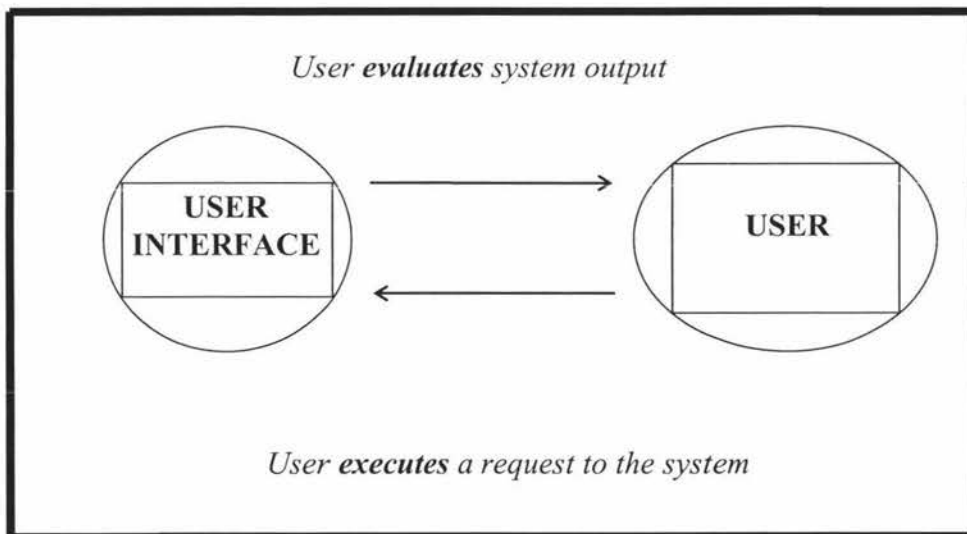 User evaluates system output
USER
INTERFACE
USER
User executes a request to the system